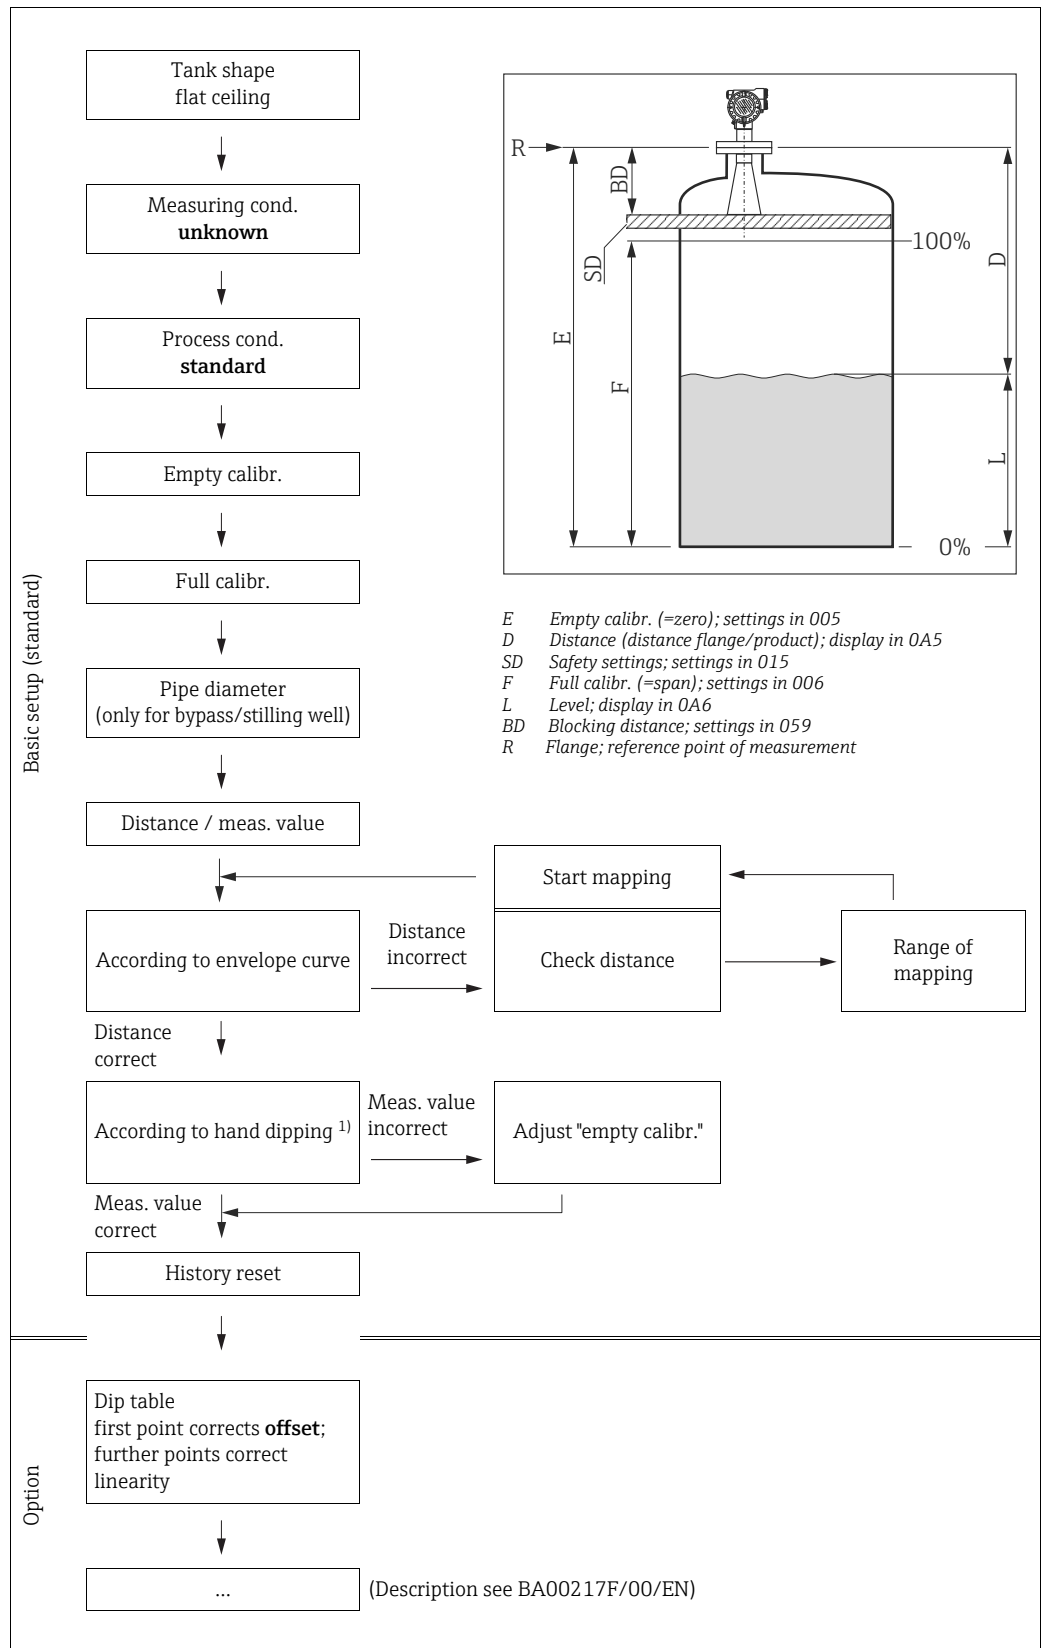 Tank shape
flat ceiling
Measuring cond.
unknown
Process cond.
standard
Empty calibr.
Full calibr.
Pipe diameter
(only for bypass/stilling well)
Distance / meas. value
R
BD
SD
E
F
100%
D
L
0%
E Empty calibr. (=zero); settings in 005
D Distance (distance flange/product); display in 0A5
SD Safety settings; settings in 015
F Full calibr. (=span); settings in 006
L Level; display in 0A6
BD Blocking distance; settings in 059
R Flange; reference point of measurement
Basic setup (standard)
Start mapping
According to envelope curve
Distance
incorrect
Check distance
Range of
mapping
Distance
correct
According to hand dipping 1)
Meas. value
incorrect
Adjust "empty calibr."
Meas. value
correct
History reset
Option
Dip table
first point corrects offset;
further points correct
linearity
...
(Description see BA00217F/00/EN)